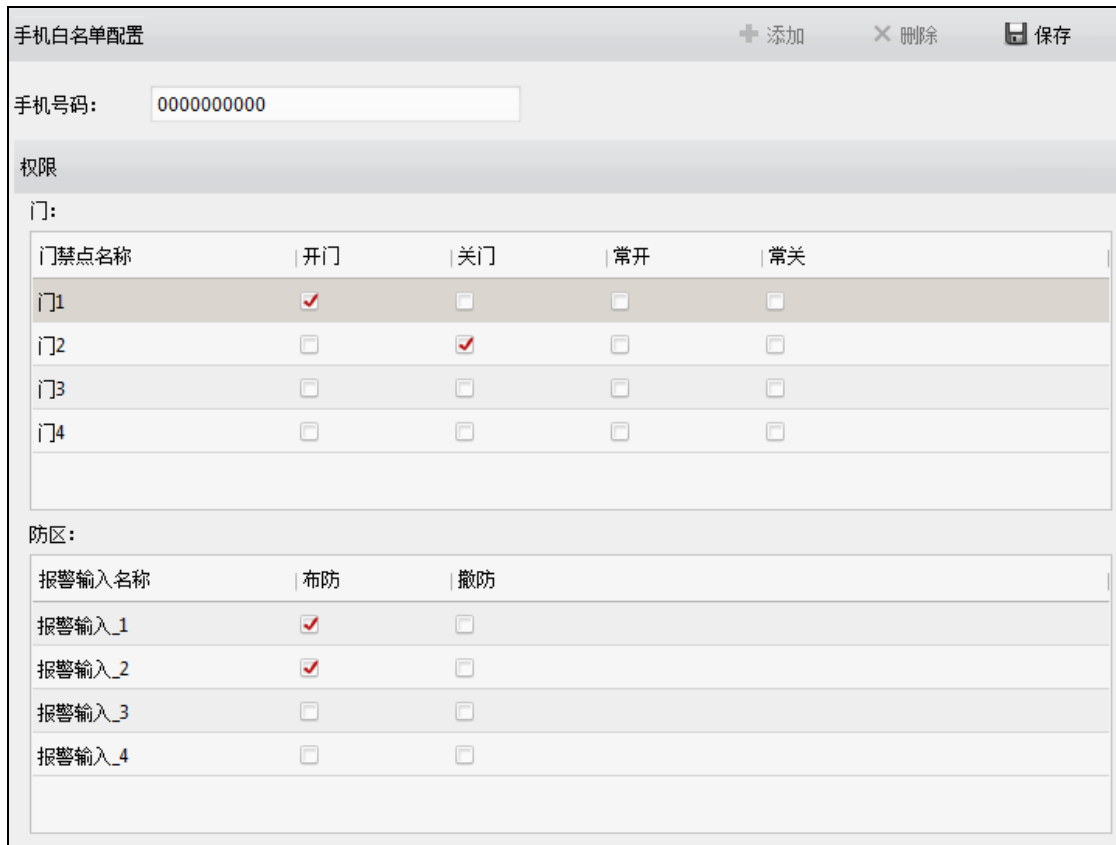 手机白名单配置 添加 删除 保存
手机号码: 0000000000
权限
门:
门禁点名称 开门 关门 常开 常关
门1
门2
门3
门4
防区:
报警输入名称 布防 撤防
报警输入_1
报警输入_2
报警输入_3
报警输入_4